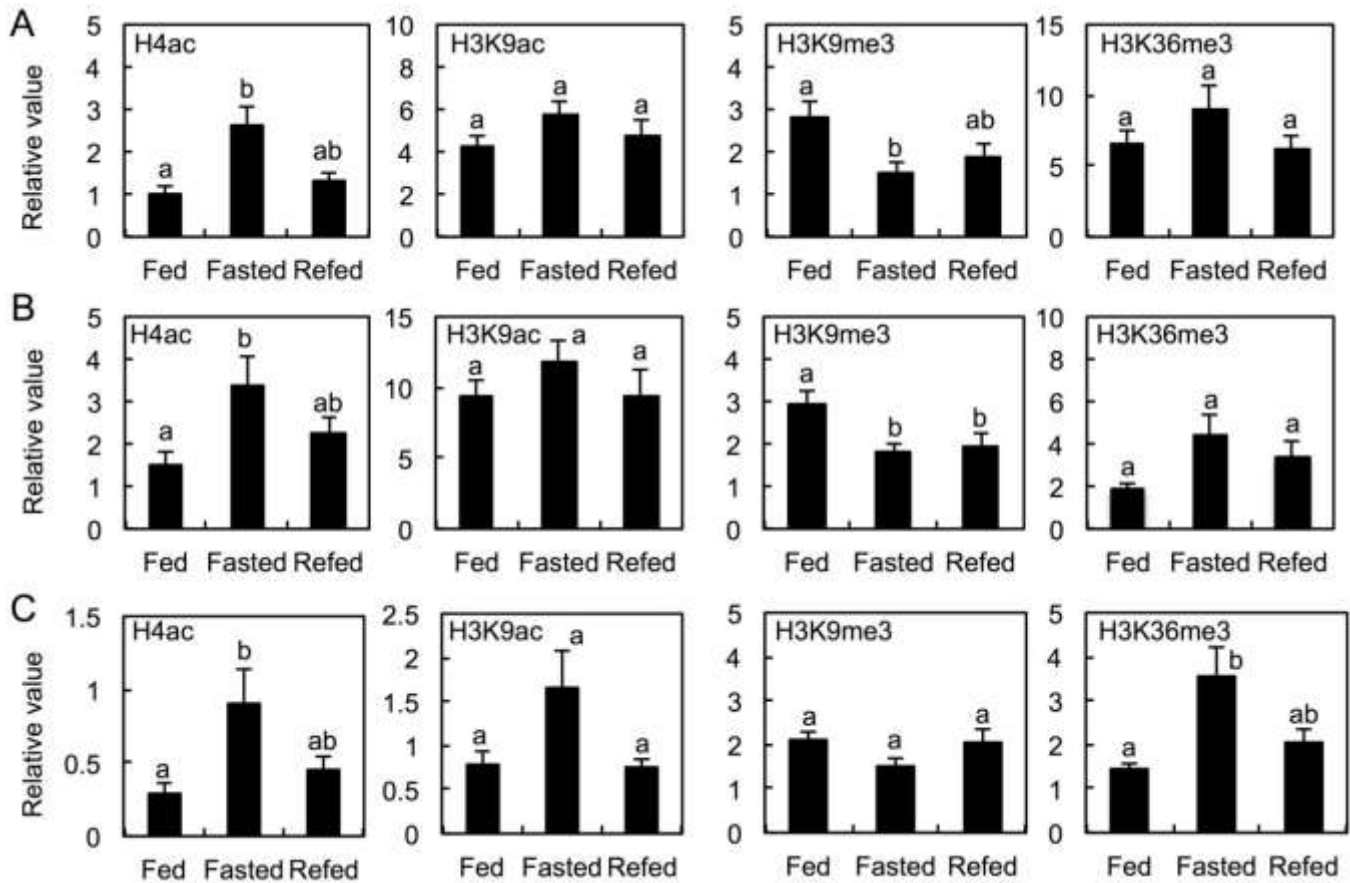 A
H4ac
H3K9ac
H3K9me3
H3K36me3
Relative value
5
4
3
2
1
0
a
b
ab
10
8
6
4
2
0
a
a
a
5
4
3
2
1
0
a
b
ab
15
10
5
0
a
a
a
Fed Fasted Refed
Fed Fasted Refed
Fed Fasted Refed
Fed Fasted Refed
B
H4ac
H3K9ac
H3K9me3
H3K36me3
Relative value
5
4
3
2
1
0
a
b
ab
15
10
5
0
a
a
a
5
4
3
2
1
0
a
b
b
10
8
6
4
2
0
a
a
a
Fed Fasted Refed
Fed Fasted Refed
Fed Fasted Refed
Fed Fasted Refed
C
H4ac
H3K9ac
H3K9me3
H3K36me3
Relative value
1.5
1
0.5
0
a
b
ab
2.5
2
1.5
1
0.5
0
a
a
a
5
4
3
2
1
0
a
a
a
5
4
3
2
1
0
a
b
ab
Fed Fasted Refed
Fed Fasted Refed
Fed Fasted Refed
Fed Fasted Refed